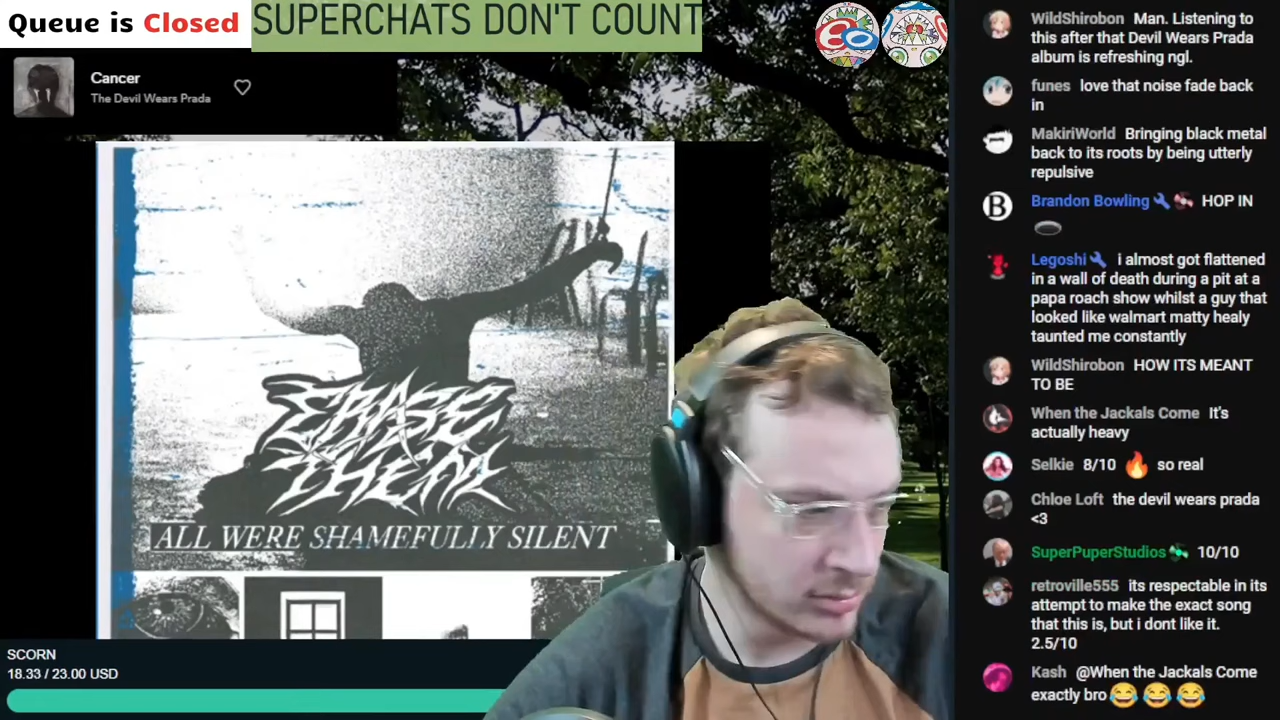 Queue is Closed
SUPERCHATS DON'T COUNT
Cancer
The Devil Wears Prada
ERASE
THEM
ALL WERE SHAMEFULLY SILENT
SCORN
18.33 / 23.00 USD
WildShirobon Man. Listening to
this after that Devil Wears Prada
album is refreshing ngl.
funes love that noise fade back
in
MakiriWorld Bringing black metal
back to its roots by being utterly
repulsive
B
Brandon Bowling HOP IN
Legoshi i almost got flattened
in a wall of death during a pit at a
papa roach show whilst a guy that
looked like walmart matty healy
taunted me constantly
WildShirobon HOW ITS MEANT
TO BE
When the Jackals Come It's
actually heavy
Selkie 8/10 🔥 so real
Chloe Loft the devil wears prada
<3
SuperPuperStudios 10/10
retroville555 its respectable in its
attempt to make the exact song
that this is, but i dont like it.
2.5/10
Kash @When the Jackals Come
exactly bro😂😂😂